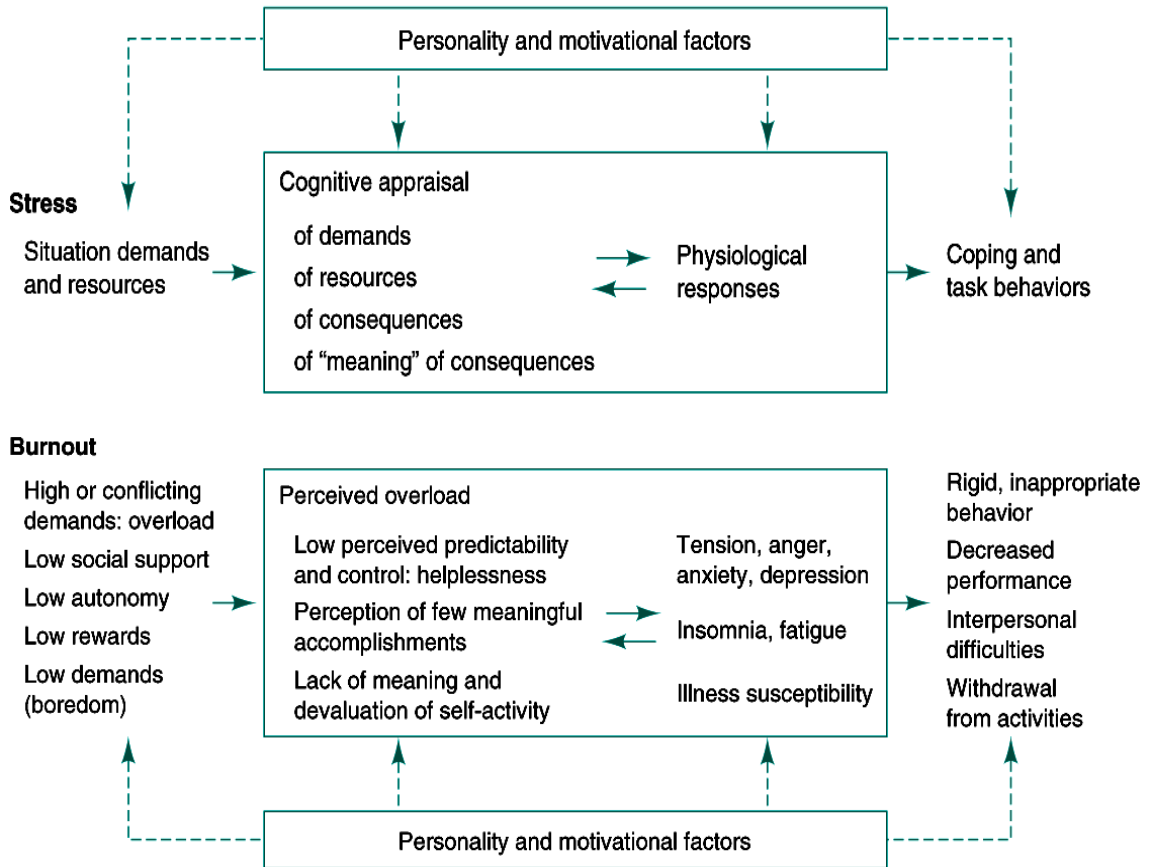 Personality and motivational factors
Stress
Situation demands
and resources
Cognitive appraisal
of demands
of resources
of consequences
of “meaning” of consequences
Physiological
responses
Coping and
task behaviors
Burnout
High or conflicting
demands: overload
Low social support
Low autonomy
Low rewards
Low demands
(boredom)
Perceived overload
Low perceived predictability
and control: helplessness
Perception of few meaningful
accomplishments
Lack of meaning and
devaluation of self-activity
Tension, anger,
anxiety, depression
Insomnia, fatigue
Illness susceptibility
Rigid, inappropriate
behavior
Decreased
performance
Interpersonal
difficulties
Withdrawal
from activities
Personality and motivational factors